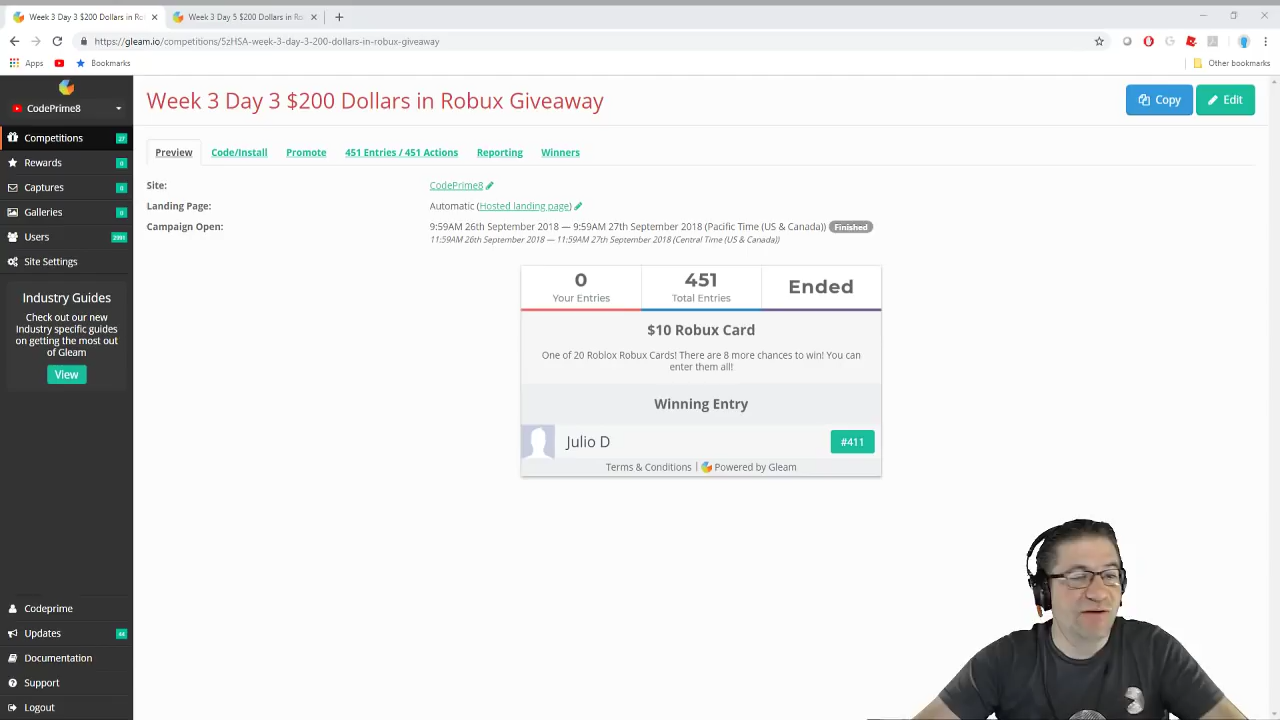 Week 3 Day 3 $200 Dollars in Ro
Week 3 Day 5 $200 Dollars in Ro
https://gleam.io/competitions/5zHSA-week-3-day-3-200-dollars-in-robux-giveaway
Apps
Bookmarks
Other bookmarks
CodePrime8
Week 3 Day 3 $200 Dollars in Robux Giveaway
Copy
Edit
Competitions 27
Rewards 0
Captures 0
Galleries 0
Users 2091
Site Settings
Preview Code/Install Promote 451 Entries / 451 Actions Reporting Winners
Site: CodePrime8
Landing Page: Automatic (Hosted landing page)
Campaign Open: 9:59AM 26th September 2018 — 9:59AM 27th September 2018 (Pacific Time (US & Canada)) Finished
11:59AM 26th September 2018 — 11:59AM 27th September 2018 (Central Time (US & Canada))
Industry Guides
Check out our new
Industry specific guides
on getting the most out
of Gleam
View
0 451 Ended
Your Entries Total Entries
$10 Robux Card
One of 20 Roblox Robux Cards! There are 8 more chances to win! You can
enter them all!
Winning Entry
Julio D #411
Terms & Conditions | Powered by Gleam
Codeprime
Updates 44
Documentation
Support
Logout